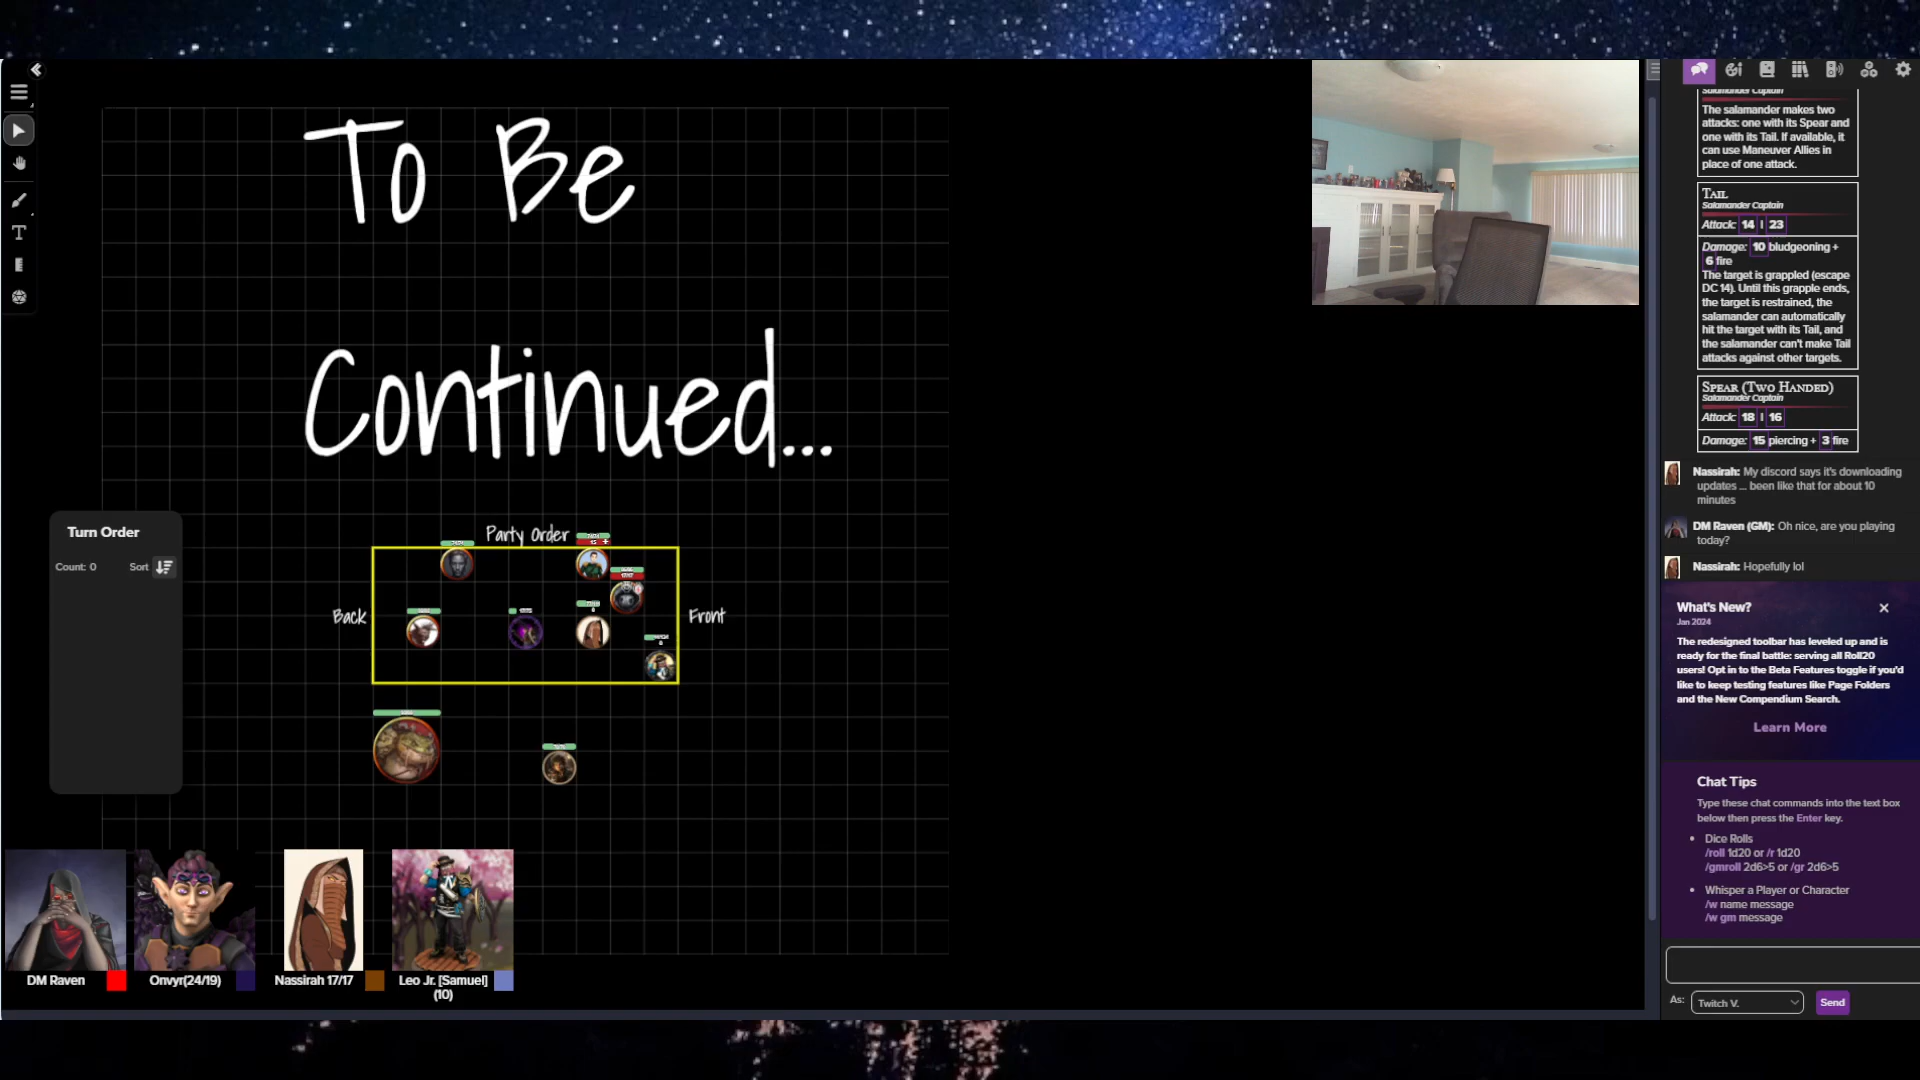 To Be
Continued...
Party Order
Back
Front
Turn Order
Count: 0
Sort
DM Raven
Onvyr(24/19)
Nassirah 17/17
Leo Jr. [Samuel]
(10)
Salamander Captain
The salamander makes two
attacks: one with its Spear and
one with its Tail. If available, it
can use Maneuver Allies in
place of one attack.
Tail
Salamander Captain
Attack: 14 | 23
Damage: 10 bludgeoning +
6 fire
The target is grappled (escape
DC 14). Until this grapple ends,
the target is restrained, the
salamander can automatically
hit the target with its Tail, and
the salamander can't make Tail
attacks against other targets.
Spear (Two Handed)
Salamander Captain
Attack: 18 | 16
Damage: 15 piercing + 3 fire
Nassirah: My discord says it's downloading
updates ... been like that for about 10
minutes
DM Raven (GM): Oh nice, are you playing
today?
Nassirah: Hopefully lol
What's New?
Jan 2024
The redesigned toolbar has leveled up and is
ready for the final battle: serving all Roll20
users! Opt in to the Beta Features toggle if you'd
like to keep testing features like Page Folders
and the New Compendium Search.
Learn More
Chat Tips
Type these chat commands into the text box
below then press the Enter key.
Dice Rolls
/roll 1d20 or /r 1d20
/gmroll 2d6>5 or /gr 2d6>5
Whisper a Player or Character
/w name message
/w gm message
As:
Twitch V.
Send